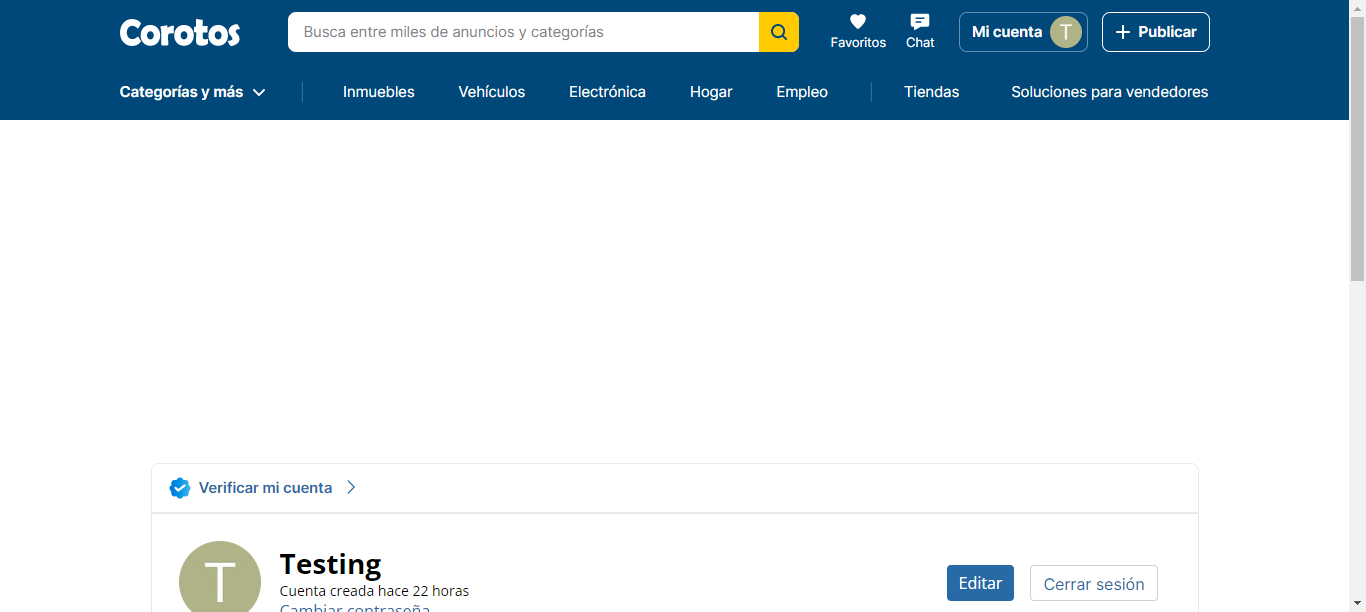 Corotos
Busca entre miles de anuncios y categorías
Favoritos
Chat
Mi cuenta T
Publicar
Categorías y más
Inmuebles
Vehículos
Electrónica
Hogar
Empleo
Tiendas
Soluciones para vendedores
Verificar mi cuenta
T
Testing
Cuenta creada hace 22 horas
Cambiar contraseña
Editar
Cerrar sesión